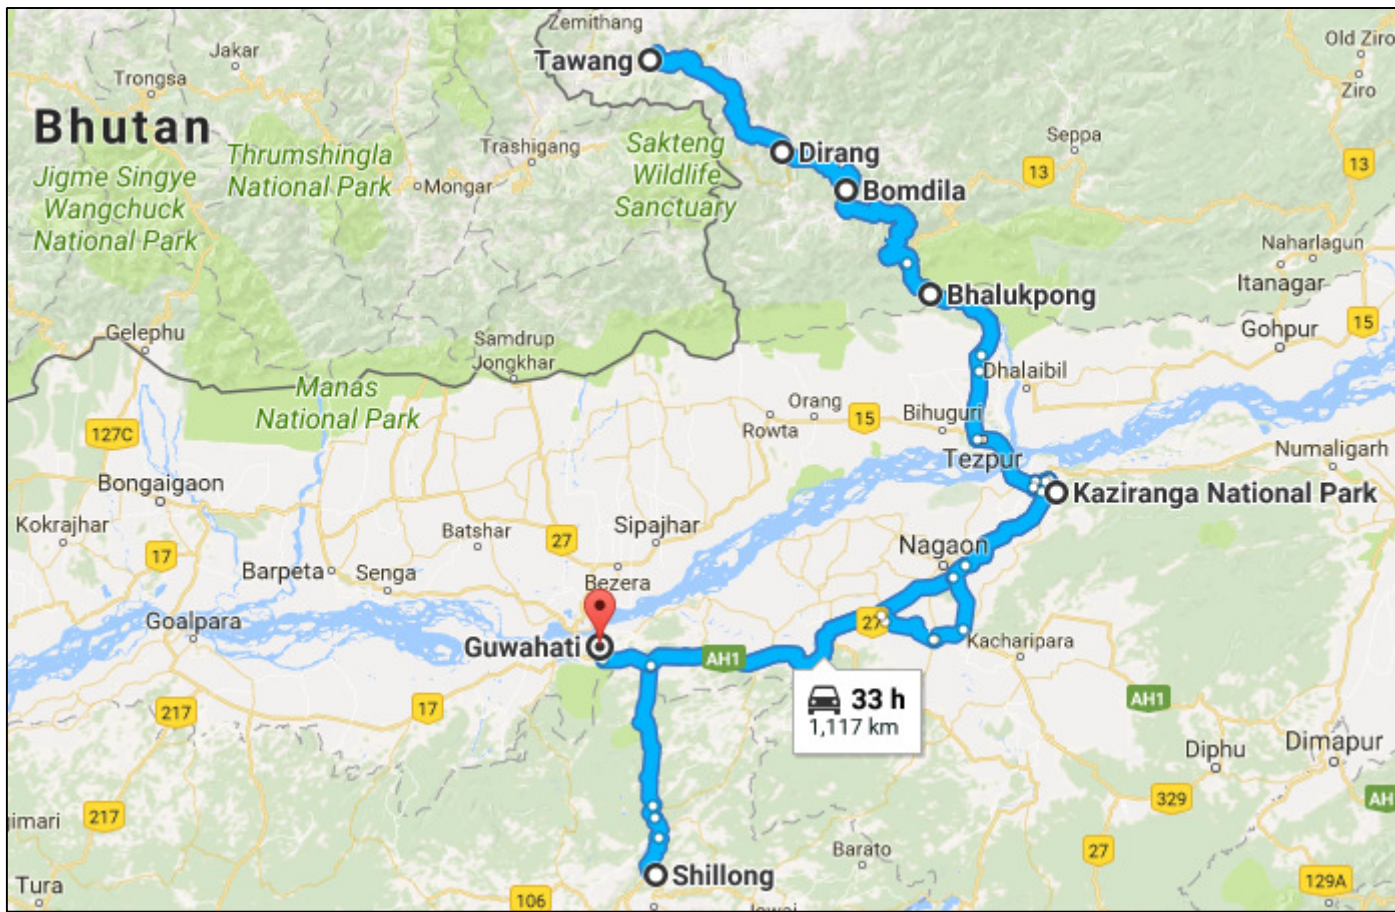 Zemithang
Tawang
Jakar
Old Ziro
Trongsa
Ziro
Bhutan
Seppa
Sakteng
Wildlife
Sanctuary
Trashigang
Thrumshingla
National Park
Dirang
13
13
Jigme Singye
Wangchuck
National Park
Mongar
Bomdila
Naharlagun
Itanagar
Bhalukpong
Gelephu
Samdrup
Jongkhar
Gohpur
15
Manas
National Park
Dhalaibil
Orang
Rowta
15
Bihuguri
127C
Tezpur
Numaligarh
Bongaigaon
Kaziranga National Park
Kokrajhar
17
Batshar
27
Sipajhar
Nagaon
Barpeta
Senga
Bezera
Goalpara
27
Guwahati
Kacharipara
AH1
33 h
1,117 km
217
17
AH1
Diphu
Dimapur
329
AH
gimari
217
27
Barato
Shillong
Tura
106
129A